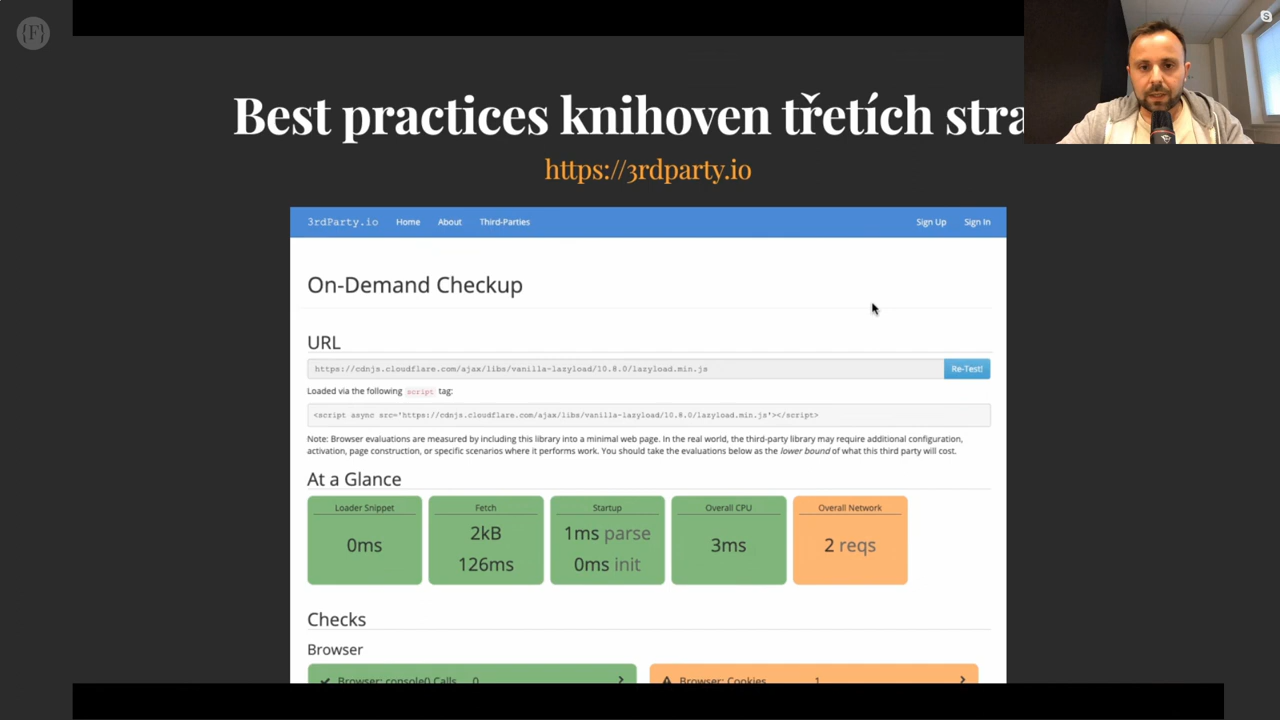 {F}
Best practices knihoven třetích stra
https://3rdparty.io
3rdParty.io Home About Third-Parties Sign Up Sign In
On-Demand Checkup
URL
https://cdnjs.cloudflare.com/ajax/libs/vanilla-lazyload/10.8.0/lazyload.min.js Re-Test!
Loaded via the following script tag:
<script async src='https://cdnjs.cloudflare.com/ajax/libs/vanilla-lazyload/10.8.0/lazyload.min.js'></script>
Note: Browser evaluations are measured by including this library into a minimal web page. In the real world, the third-party library may require additional configuration,
activation, page construction, or specific scenarios where it performs work. You should take the evaluations below as the lower bound of what this third party will cost.
At a Glance
Loader Snippet Fetch Startup Overall CPU Overall Network
0ms 2kB 126ms 1ms parse 0ms init 3ms 2 reqs
Checks
Browser
Browser: console() Calls 0 Browser: Cookies 1